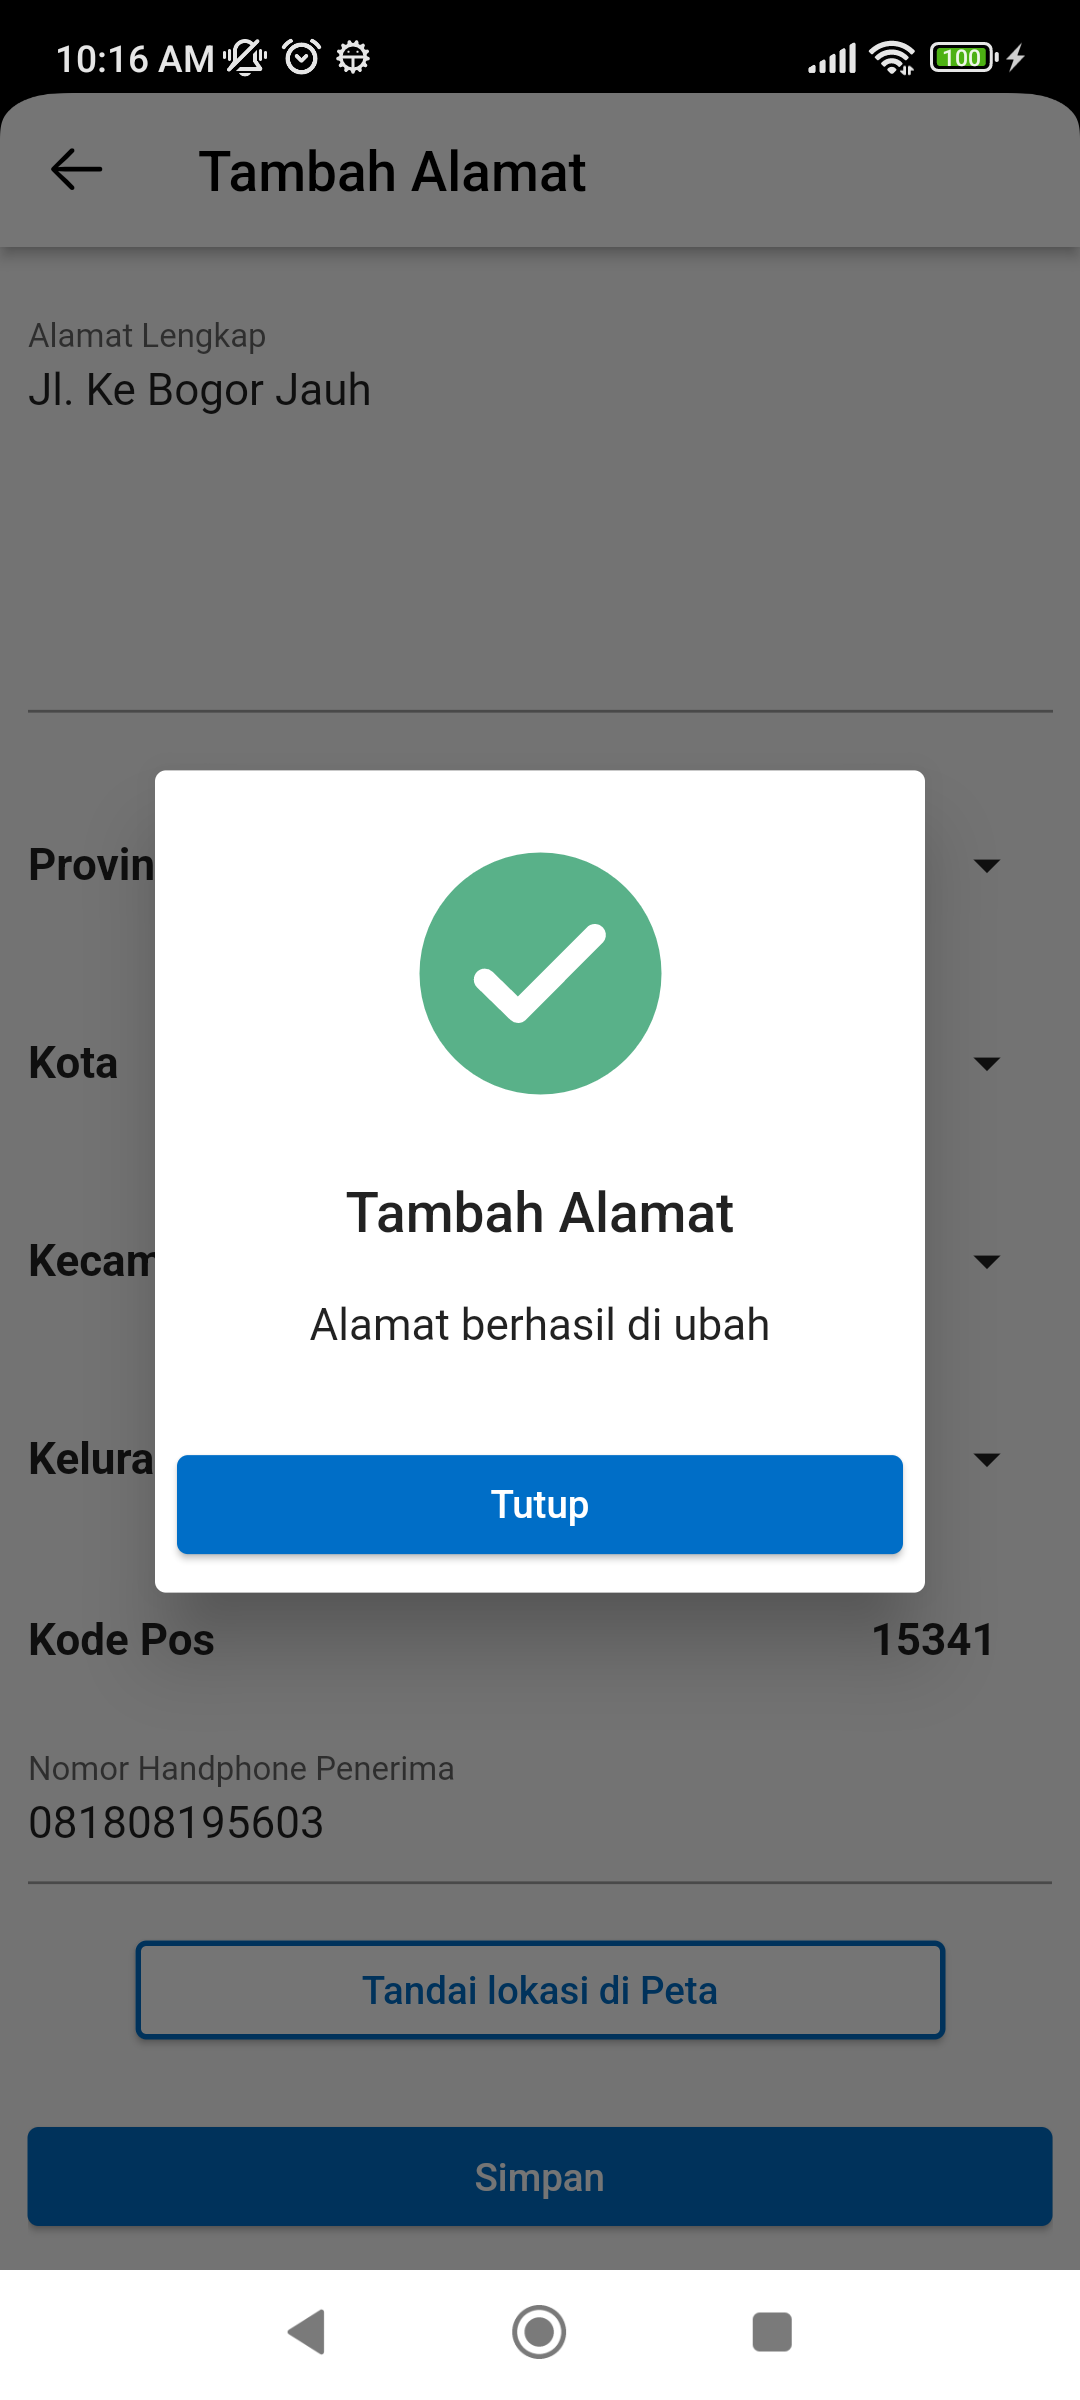 10:16 AM
100
Tambah Alamat
Alamat Lengkap
Jl. Ke Bogor Jauh
Provin
Kota
Kecam
Kelura
Tambah Alamat
Alamat berhasil di ubah
Tutup
Kode Pos 15341
Nomor Handphone Penerima
081808195603
Tandai lokasi di Peta
Simpan